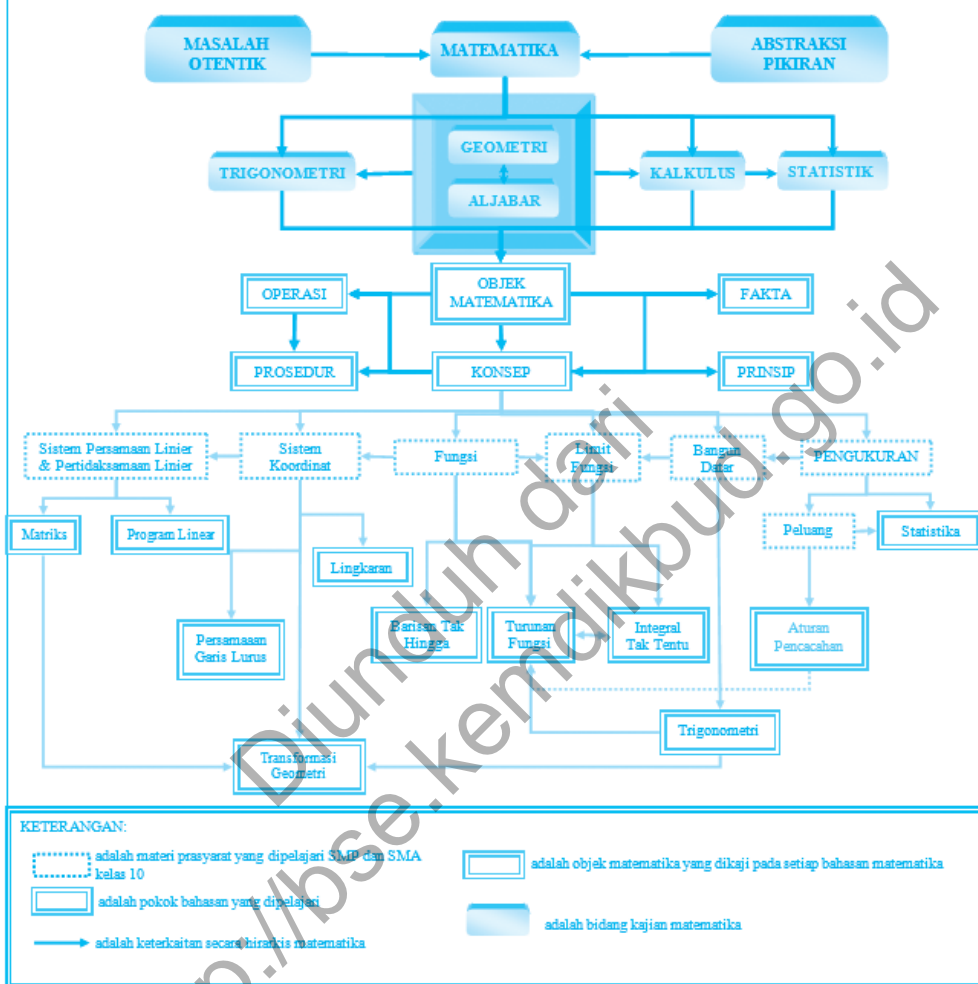 MASALAH
OTENTIK
MATEMATIKA
ABSTRAKSI
PIKIRAN
GEOMETRI
TRIGONOMETRI
KALKULUS
STATISTIK
ALJABAR
OBJEK
MATEMATIKA
OPERASI
FAKTA
PROSEDUR
KONSEP
PRINSIP
Sistem Persamaan Linier
& Pertidaksamaan Linier
Sistem
Koordinat
Fungsi
Limit
Fungsi
Bangun
Datar
PENGUKURAN
Matriks
Program Linear
Peluang
Statistika
Lingkaran
Persamaaan
Garis Lurus
Barisan Tak
Hingga
Turunan
Fungsi
Integral
Tak Tentu
Aturan
Pencacahan
Trigonometri
Transformasi
Geometri
KETERANGAN:
adalah materi prasyarat yang dipelajari SMP dan SMA
kelas 10
adalah objek matematika yang dikaji pada setiap bahasan matematika
adalah pokok bahasan yang dipelajari
adalah bidang kajian matematika
adalah keterkaitan secara hirarkis matematika
Diunduh dari
p://bse.kemdikbud.go.id